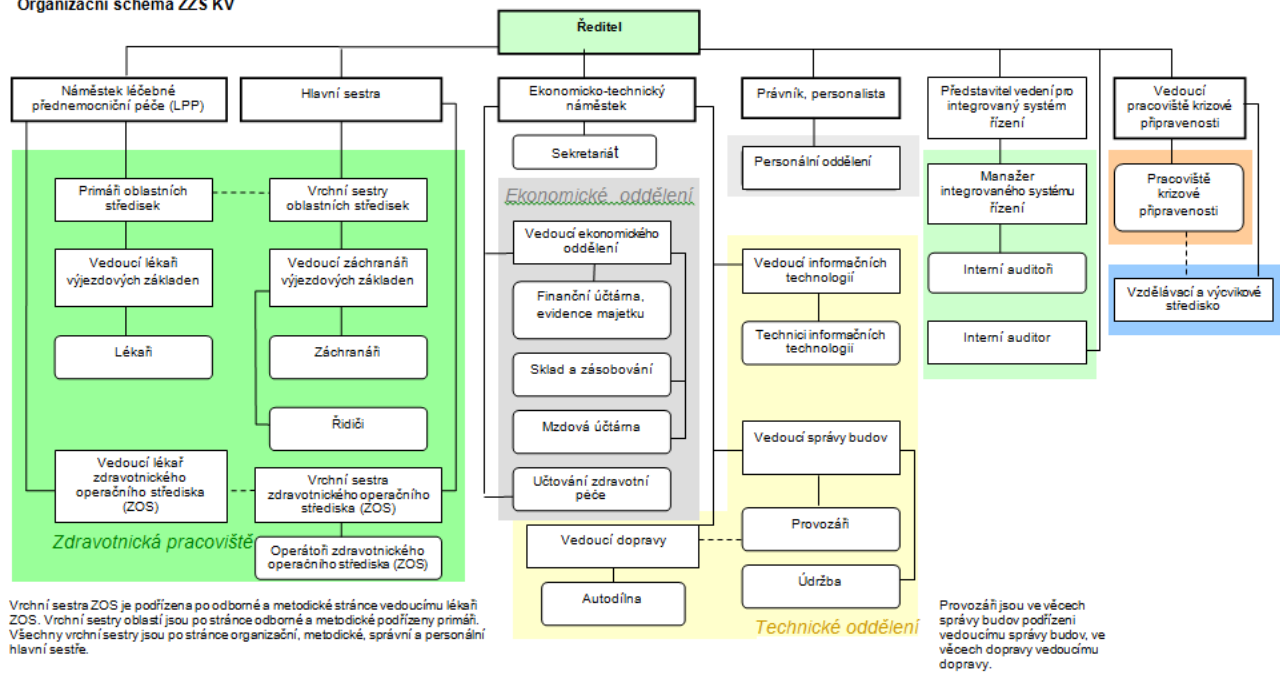 Organizační schéma ZZS KV
Ředitel
Náměstek léčebné
přednemocniční péče (LPP)
Hlavní sestra
Ekonomicko-technický
náměstek
Právník, personalista
Představitel vedení pro
integrovaný systém
řízení
Vedoucí
pracoviště krizové
připravenosti
Sekretariát
Personální oddělení
Primáři oblastních
středisek
Vrchní sestry
oblastních středisek
Ekonomické oddělení
Manažer
integrovaného systému
řízení
Pracoviště
krizové
připravenosti
Vedoucí ekonomického
oddělení
Vedoucí lékaři
výjezdových základen
Vedoucí záchranáři
výjezdových základen
Vedoucí informačních
technologií
Interní auditoři
Finanční účtárna,
evidence majetku
Vzdělávací a výcvikové
středisko
Lékaři
Záchranáři
Technici informačních
technologií
Interní auditor
Sklad a zásobování
Řidiči
Mzdová účtárna
Vedoucí správy budov
Vedoucí lékař
zdravotnického
operačního střediska
(ZOS)
Vrchní sestra
zdravotnického operačního
střediska (ZOS)
Učtování zdravotní
péče
Zdravotnická pracoviště
Operátoři zdravotnického
operačního střediska (ZOS)
Vedoucí dopravy
Provozáři
Autodílna
Údržba
Technické oddělení
Vrchní sestra ZOS je podřízena po odborné a metodické stránce vedoucímu lékaři
ZOS. Vrchní sestry oblastí jsou po stránce odborné a metodické podřízeny primáři.
Všechny vrchní sestry jsou po stránce organizační, metodické, správní a personální
hlavní sestře.
Provozáři jsou ve věcech
správy budov podřízeni
vedoucímu správy budov, ve
věcech dopravy vedoucímu
dopravy.